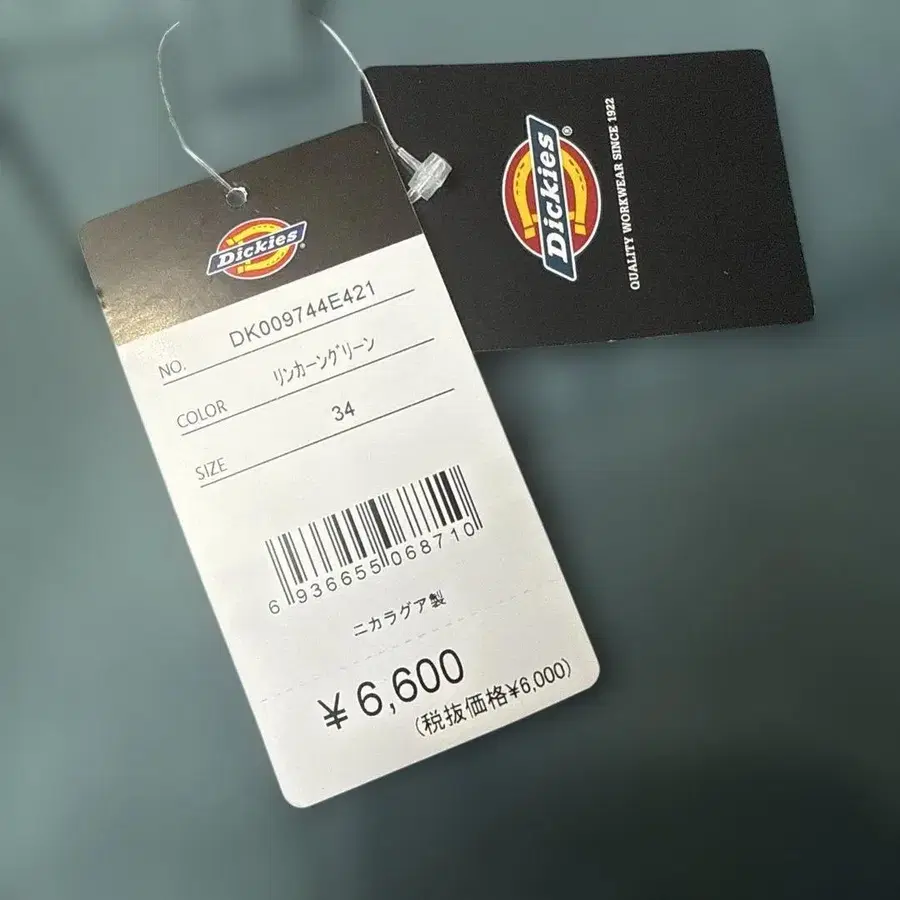 Dickies
NO. DK009744E421
COLOR リンカーングリーン
SIZE 34
6 936655 068710
ニカラグア製
¥6,600
(税抜価格¥6,000)
Dickies®
QUALITY WORKWEAR SINCE 1922